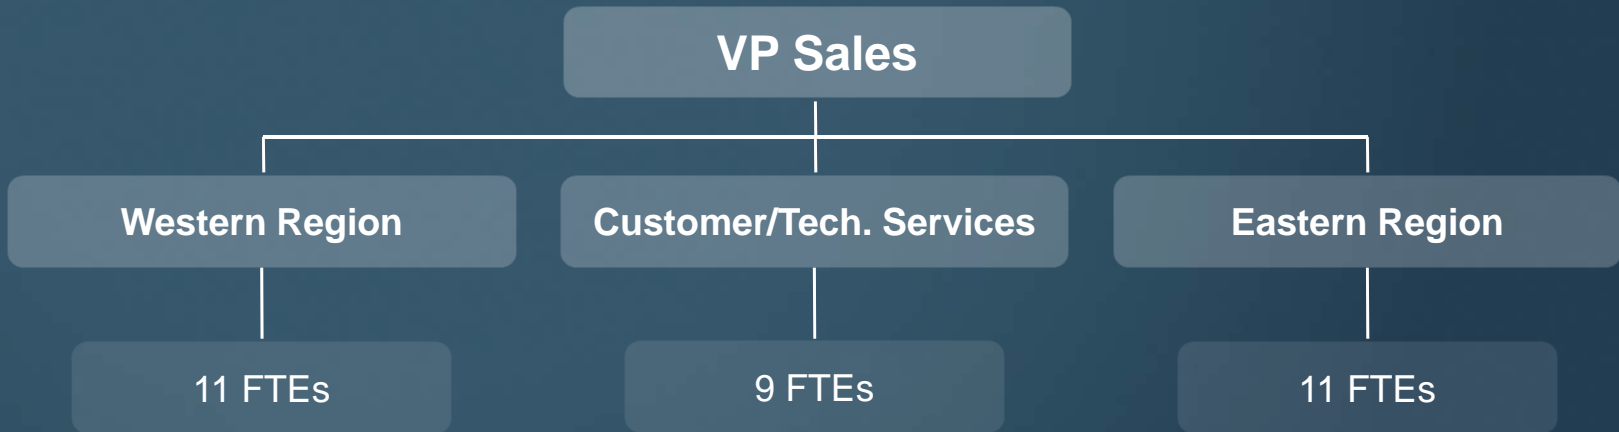 VP Sales
Western Region
Customer/Tech. Services
Eastern Region
11 FTEs
9 FTEs
11 FTEs